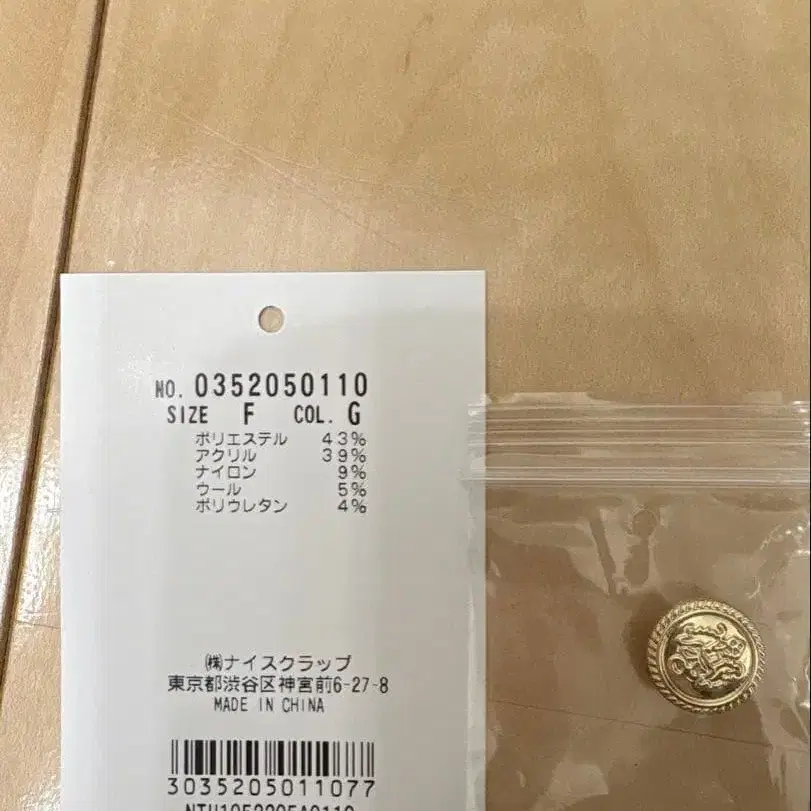 NO. 0352050110
SIZE F COL. G
ポリエステル 43%
アクリル 39%
ナイロン 9%
ウール 5%
ポリウレタン 4%
㈱ナイスクラップ
東京都渋谷区神宮前6-27-8
MADE IN CHINA
3035205011077